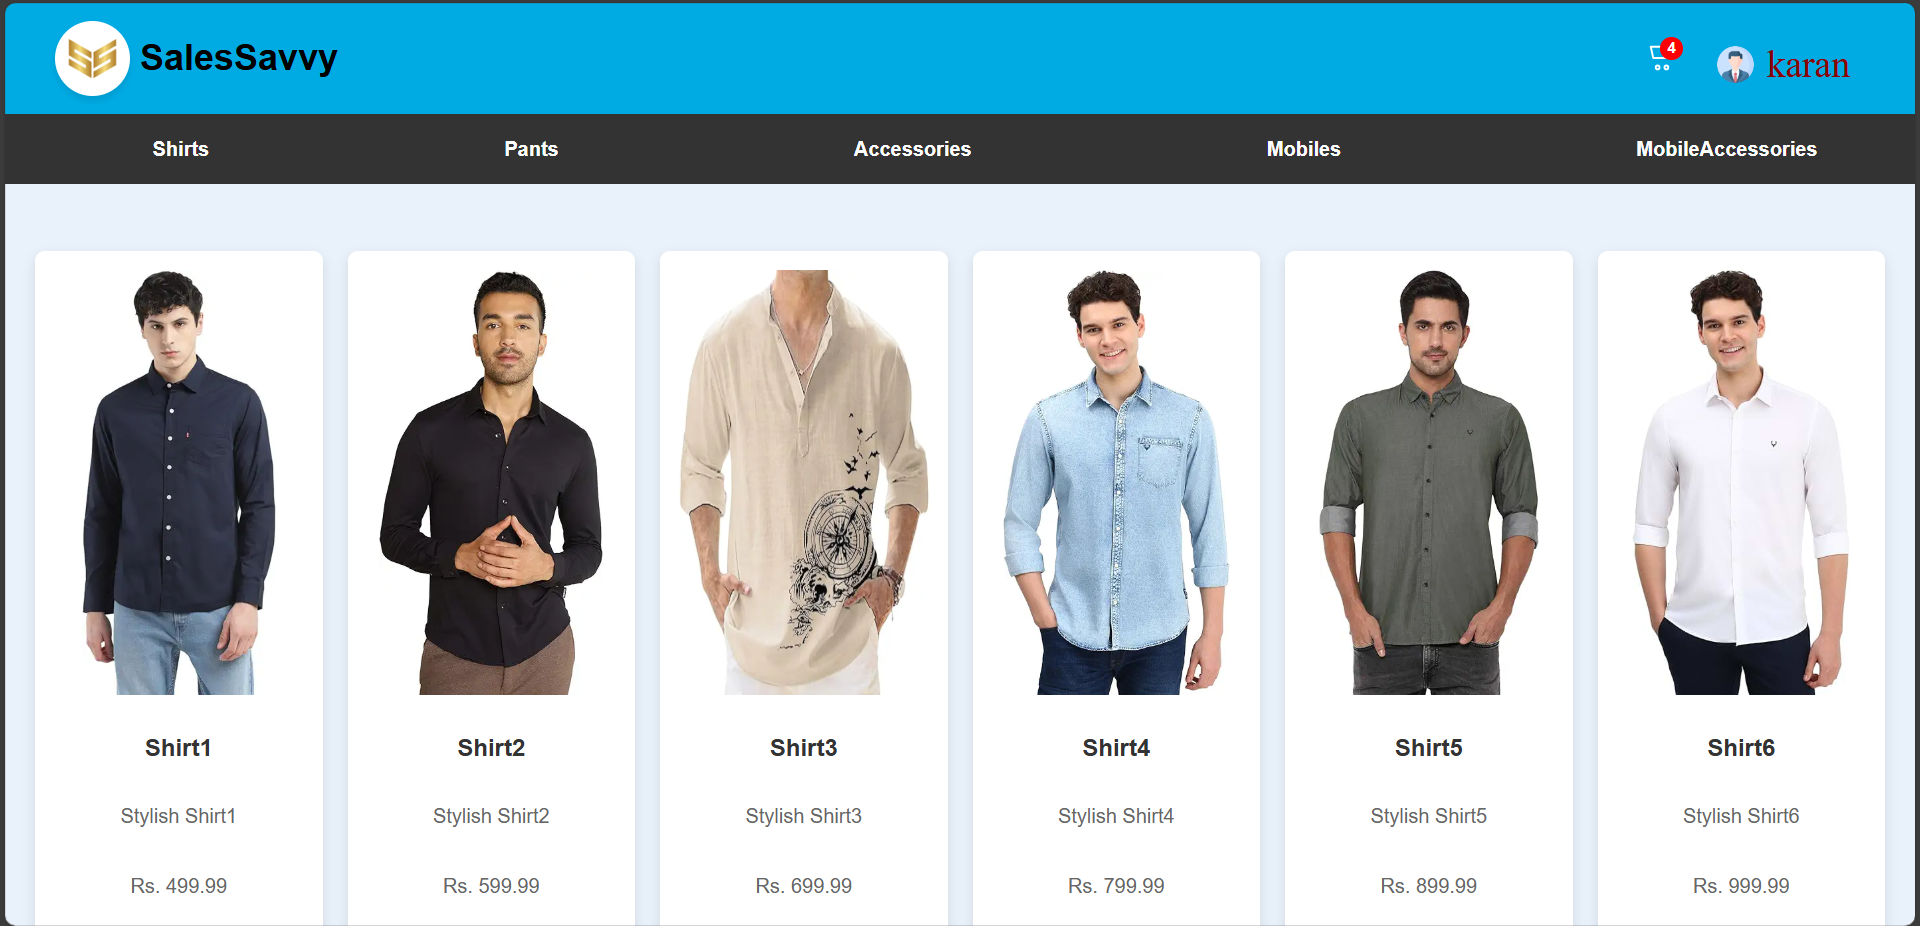 SalesSavvy
4
karan
Shirts Pants Accessories Mobiles MobileAccessories
Shirt1 Shirt2 Shirt3 Shirt4 Shirt5 Shirt6
Stylish Shirt1 Stylish Shirt2 Stylish Shirt3 Stylish Shirt4 Stylish Shirt5 Stylish Shirt6
Rs. 499.99 Rs. 599.99 Rs. 699.99 Rs. 799.99 Rs. 899.99 Rs. 999.99